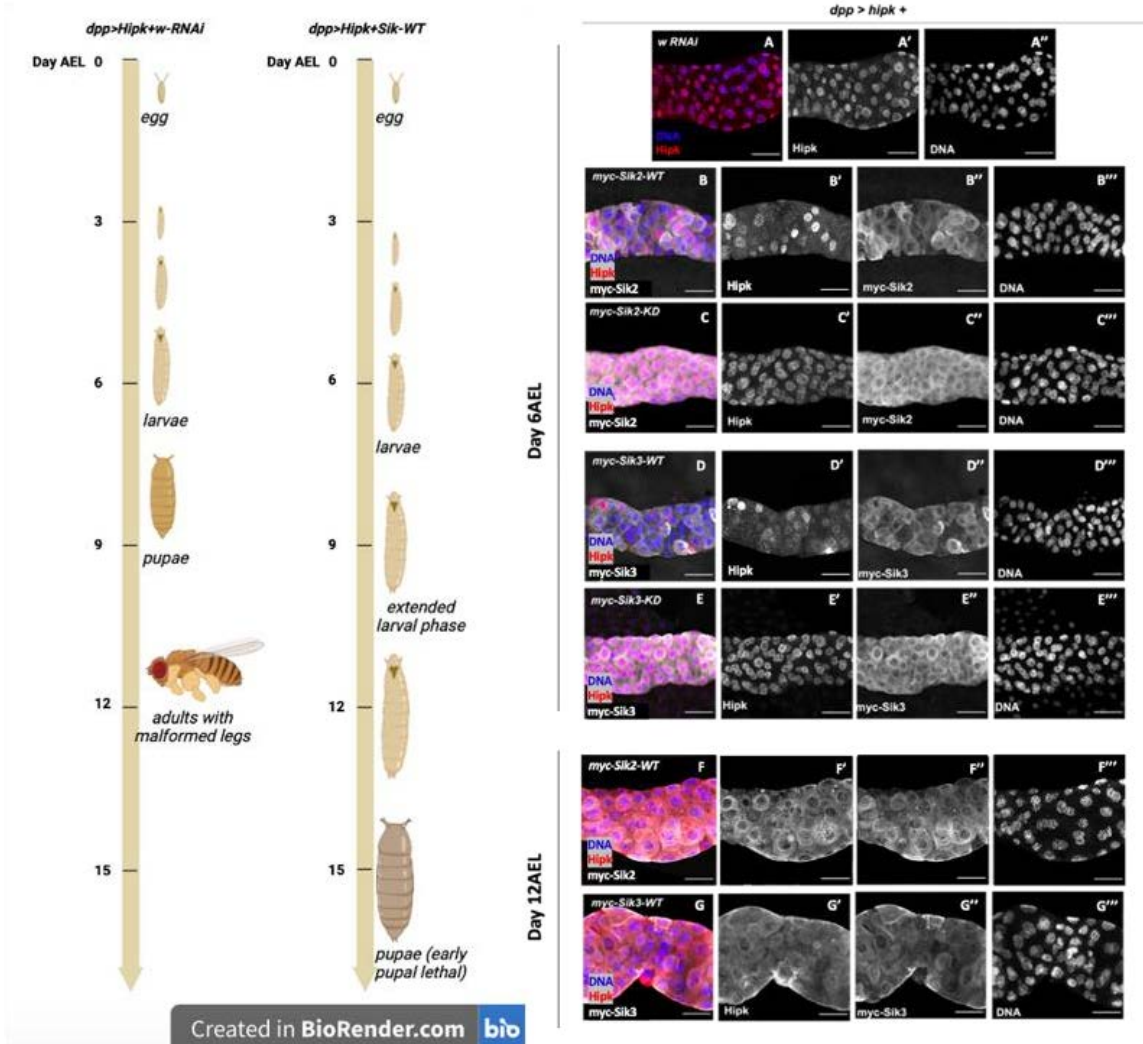 dpp>Hipk+w-RNAi
Day AEL
0
egg
3
6
larvae
9
pupae
12
adults with
malformed legs
15
dpp>Hipk+Sik-WT
Day AEL
0
egg
3
6
larvae
9
extended
larval phase
12
15
pupae (early
pupal lethal)
Created in BioRender.com bio
dpp > hipk +
Day 6AEL
w RNAi A
DNA
Hipk
A'
Hipk
A''
DNA
myc-Sik2-WT B
DNA
Hipk
myc-Sik2
B'
Hipk
B''
myc-Sik2
B'''
DNA
myc-Sik2-KD C
DNA
Hipk
myc-Sik2
C'
Hipk
C''
myc-Sik2
C'''
DNA
myc-Sik3-WT D
DNA
Hipk
myc-Sik3
D'
Hipk
D''
myc-Sik3
D'''
DNA
myc-Sik3-KD E
DNA
Hipk
myc-Sik3
E'
Hipk
E''
myc-Sik3
E'''
DNA
Day 12AEL
myc-Sik2-WT F
DNA
Hipk
myc-Sik2
F'
Hipk
F''
myc-Sik2
F'''
DNA
myc-Sik3-WT G
DNA
Hipk
myc-Sik3
G'
Hipk
G''
myc-Sik3
G'''
DNA